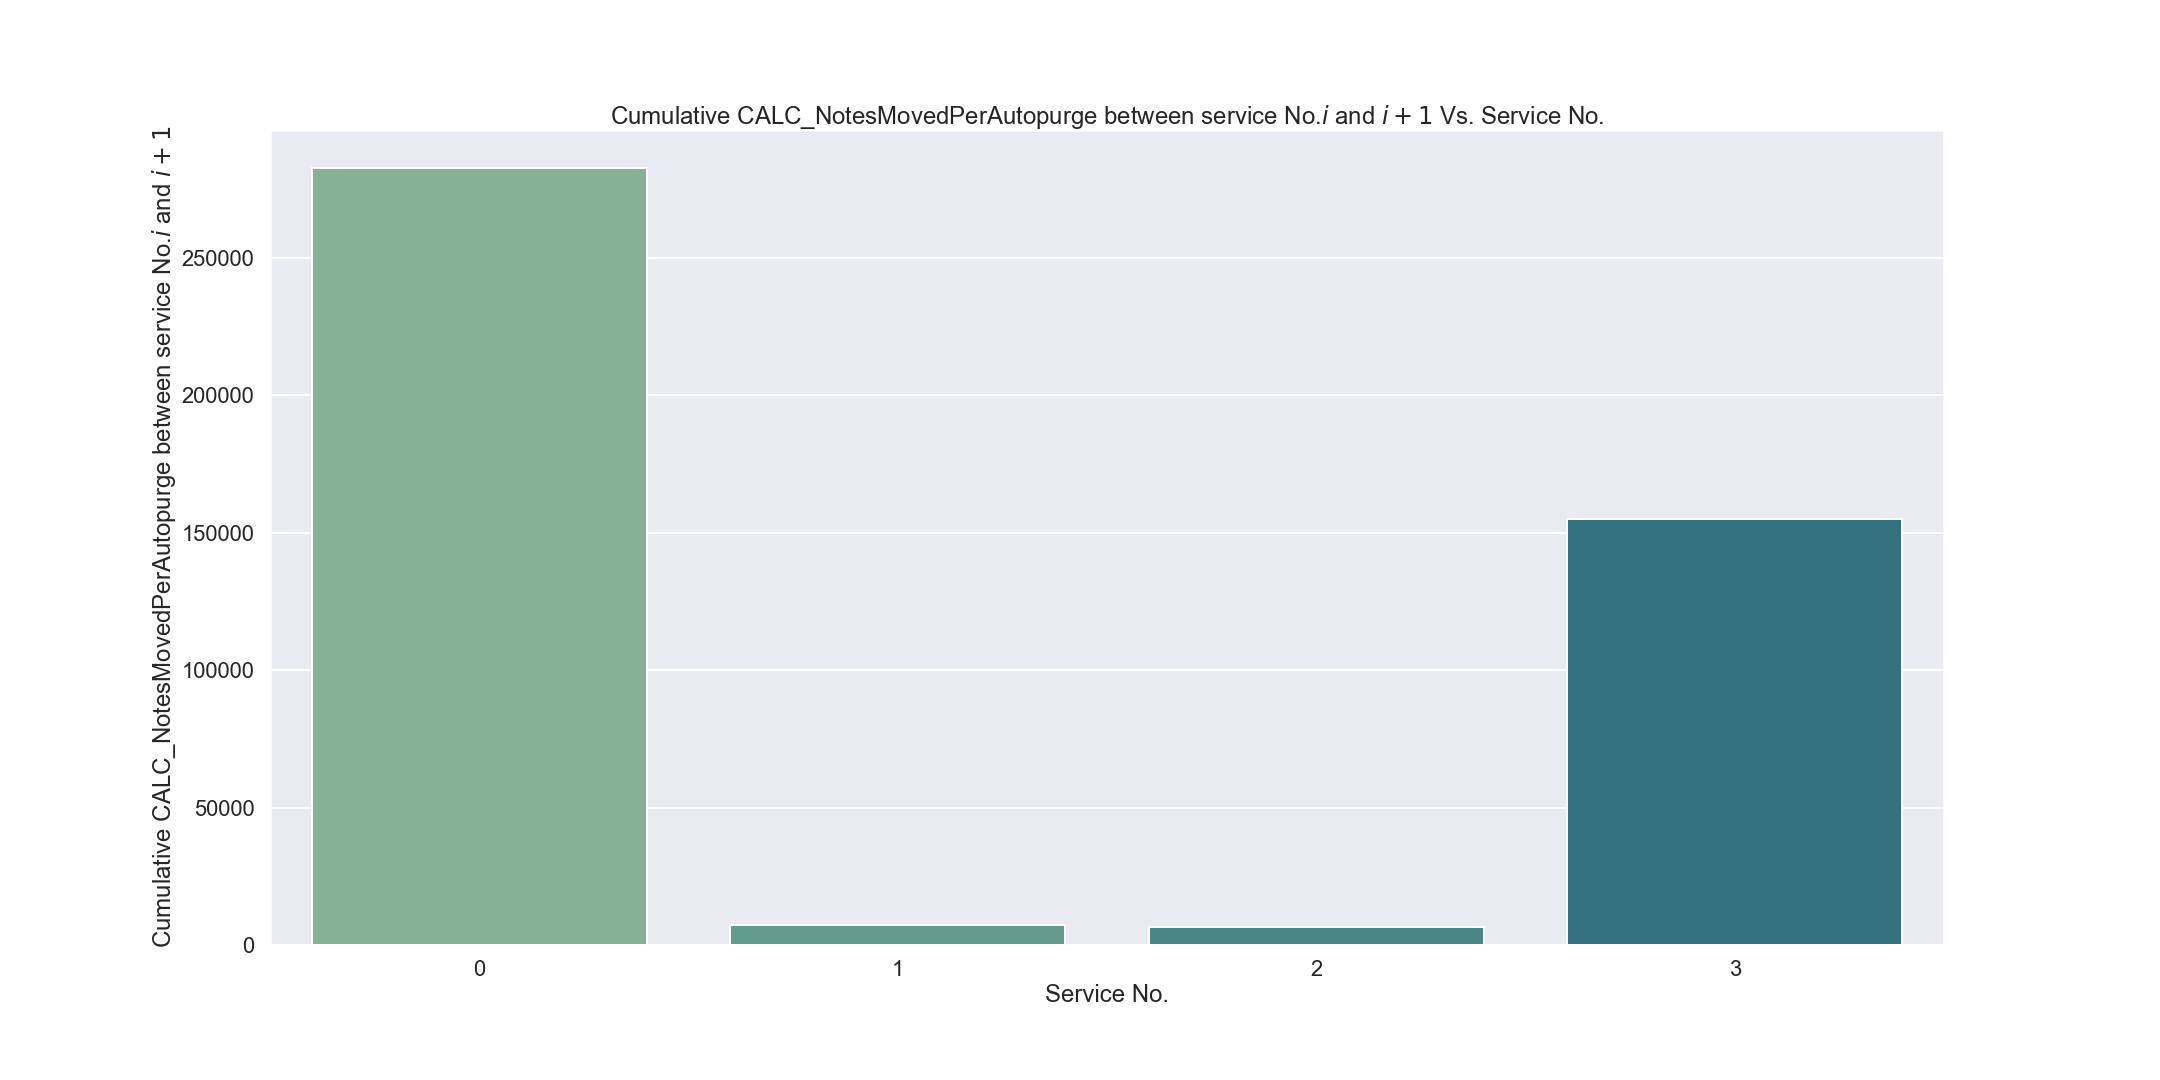 Cumulative CALC_NotesMovedPerAutopurge between service No.i and i + 1 Vs. Service No.
Cumulative CALC_NotesMovedPerAutopurge between service No.i and i + 1
250000
200000
150000
100000
50000
0
0 1 2 3
Service No.